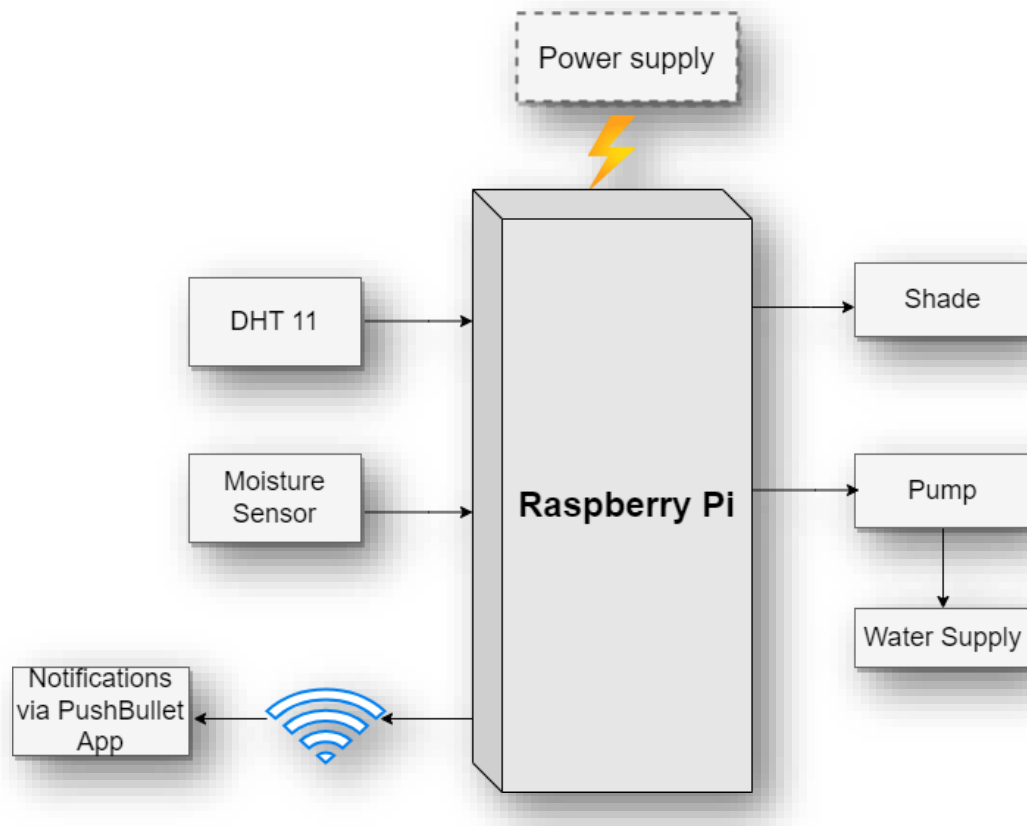 Power supply
DHT 11
Shade
Moisture
Sensor
Raspberry Pi
Pump
Water Supply
Notifications
via PushBullet
App